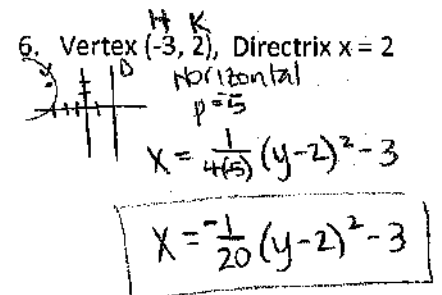 H K
6. Vertex (-3, 2), Directrix x = 2
D
Horizontal
p = -5
x = 1/4(-5) (y-2)² - 3
x = -1/20 (y-2)² - 3